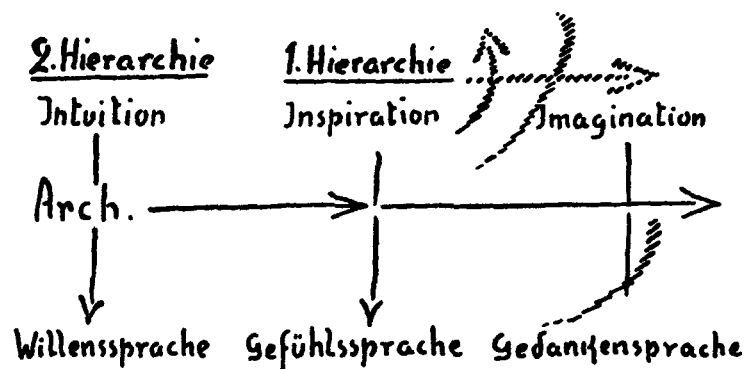 2. Hierarchie 1. Hierarchie
Intuition Inspiration Imagination
Arch.
Willenssprache Gefühlssprache Gedankensprache